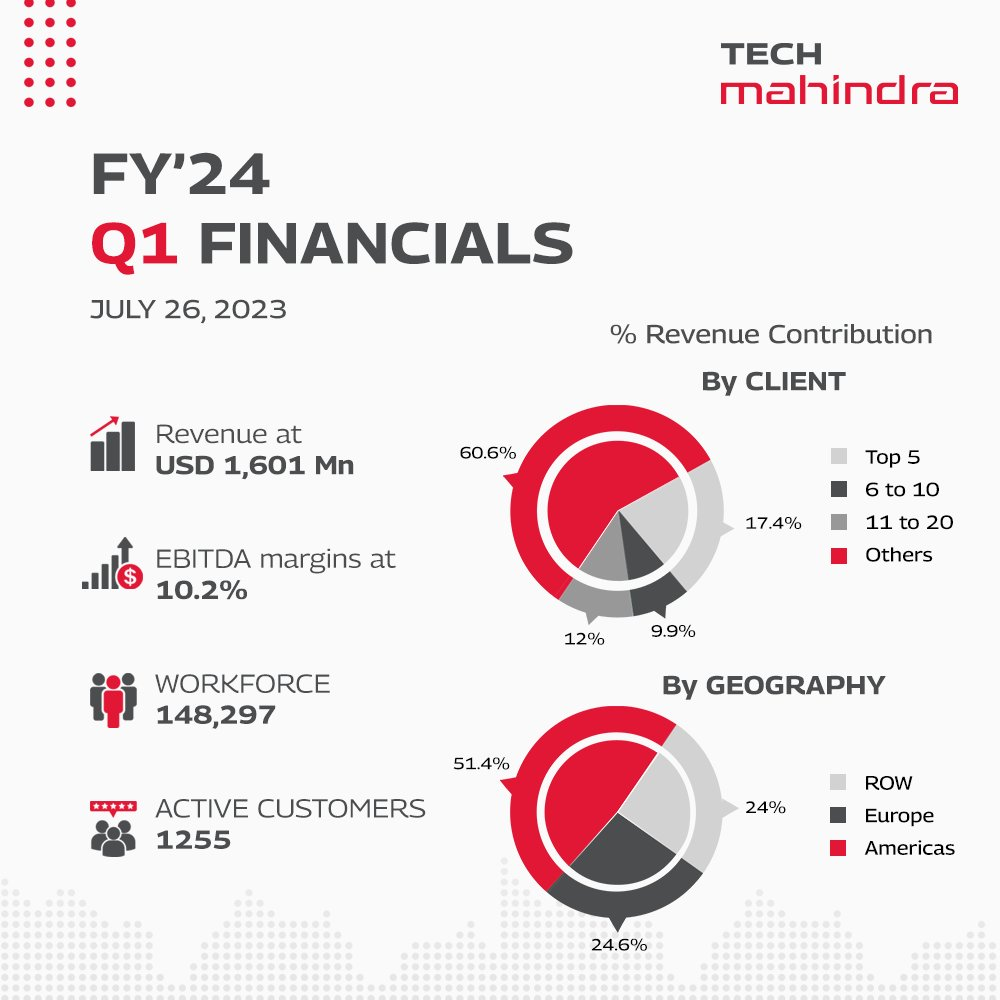 TECH
mahindra
FY'24
Q1 FINANCIALS
JULY 26, 2023
Revenue at
USD 1,601 Mn
EBITDA margins at
10.2%
$
WORKFORCE
148,297
ACTIVE CUSTOMERS
1255
% Revenue Contribution
By CLIENT
60.6%
17.4%
12%
9.9%
Top 5
6 to 10
11 to 20
Others
By GEOGRAPHY
51.4%
24%
24.6%
ROW
Europe
Americas